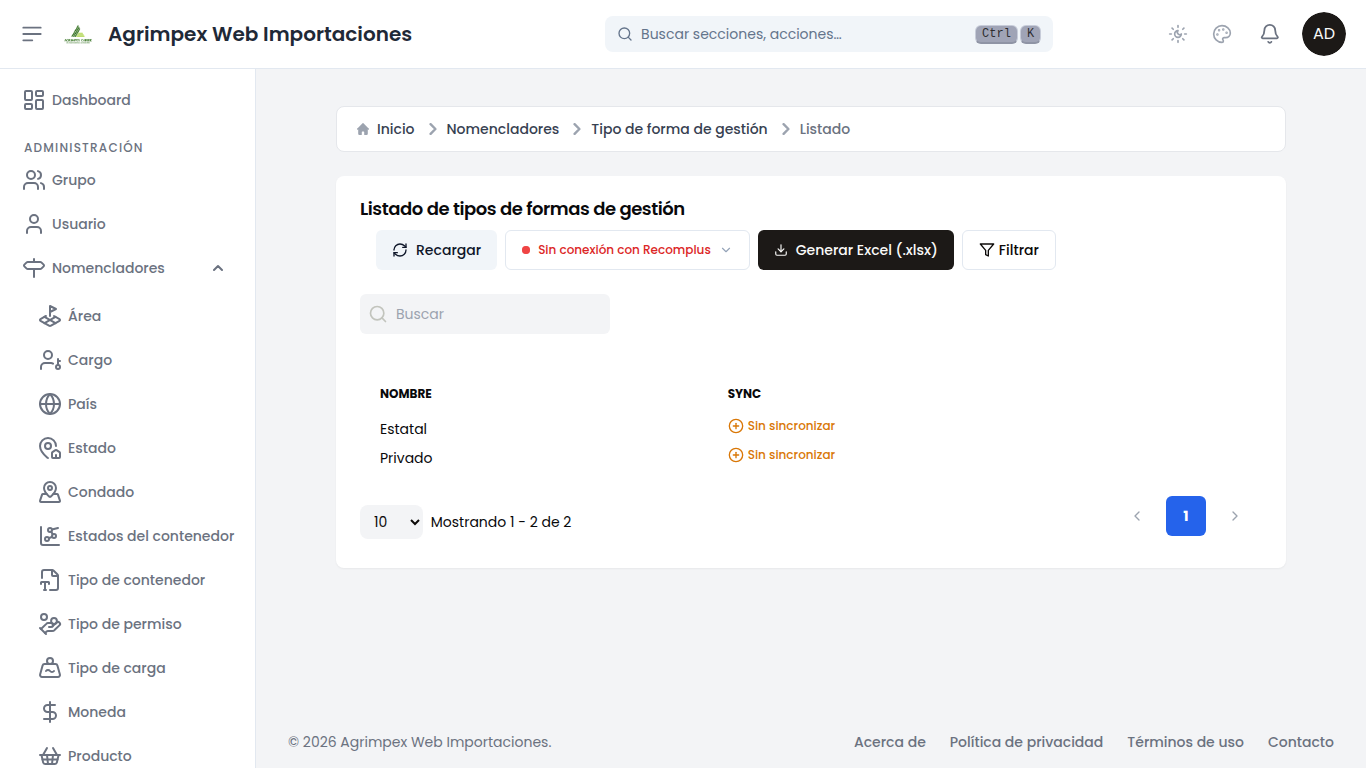 Agrimpex Web Importaciones
Buscar secciones, acciones...
Ctrl K
AD
Dashboard
ADMINISTRACIÓN
Grupo
Usuario
Nomencladores
Área
Cargo
País
Estado
Condado
Estados del contenedor
Tipo de contenedor
Tipo de permiso
Tipo de carga
Moneda
Producto
Inicio > Nomencladores > Tipo de forma de gestión > Listado
Listado de tipos de formas de gestión
Recargar
Sin conexión con Recomplus
Generar Excel (.xlsx)
Filtrar
Buscar
NOMBRE SYNC
Estatal Sin sincronizar
Privado Sin sincronizar
10 Mostrando 1 - 2 de 2
1
© 2026 Agrimpex Web Importaciones.
Acerca de Política de privacidad Términos de uso Contacto